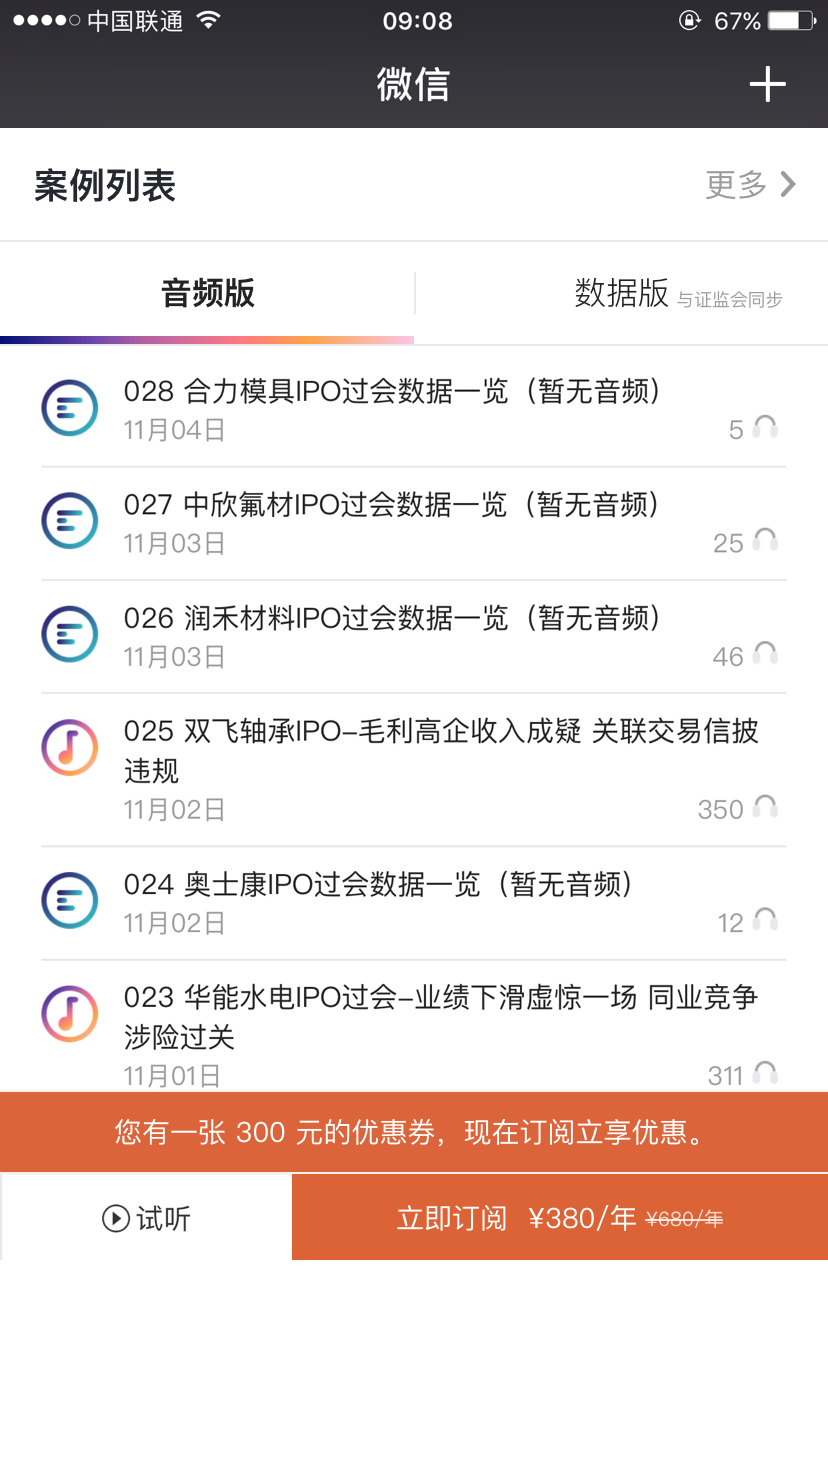 中国联通 09:08 67%
微信
案例列表 更多
音频版 数据版 与证监会同步
028 合力模具IPO过会数据一览（暂无音频）
11月04日 5
027 中欣氟材IPO过会数据一览（暂无音频）
11月03日 25
026 润禾材料IPO过会数据一览（暂无音频）
11月03日 46
025 双飞轴承IPO-毛利高企收入成疑 关联交易信披
违规
11月02日 350
024 奥士康IPO过会数据一览（暂无音频）
11月02日 12
023 华能水电IPO过会-业绩下滑虚惊一场 同业竞争
涉险过关
11月01日 311
您有一张 300 元的优惠券，现在订阅立享优惠。
试听 立即订阅 ¥380/年 ¥680/年